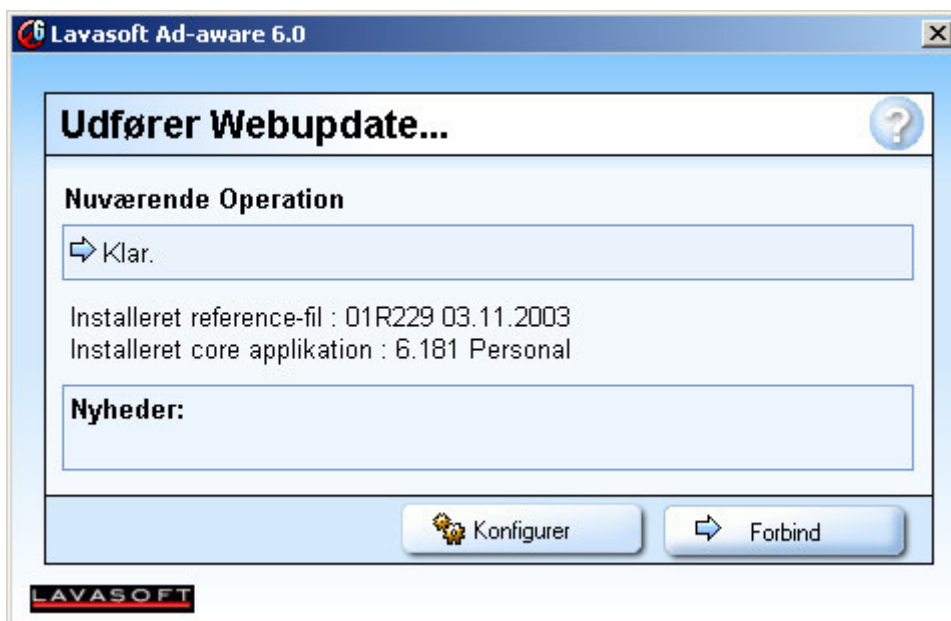 Lavasoft Ad-aware 6.0
Udfører Webupdate...
Nuværende Operation
Klar.
Installeret reference-fil : 01R229 03.11.2003
Installeret core applikation : 6.181 Personal
Nyheder:
Konfigurer
Forbind
LAVASOFT